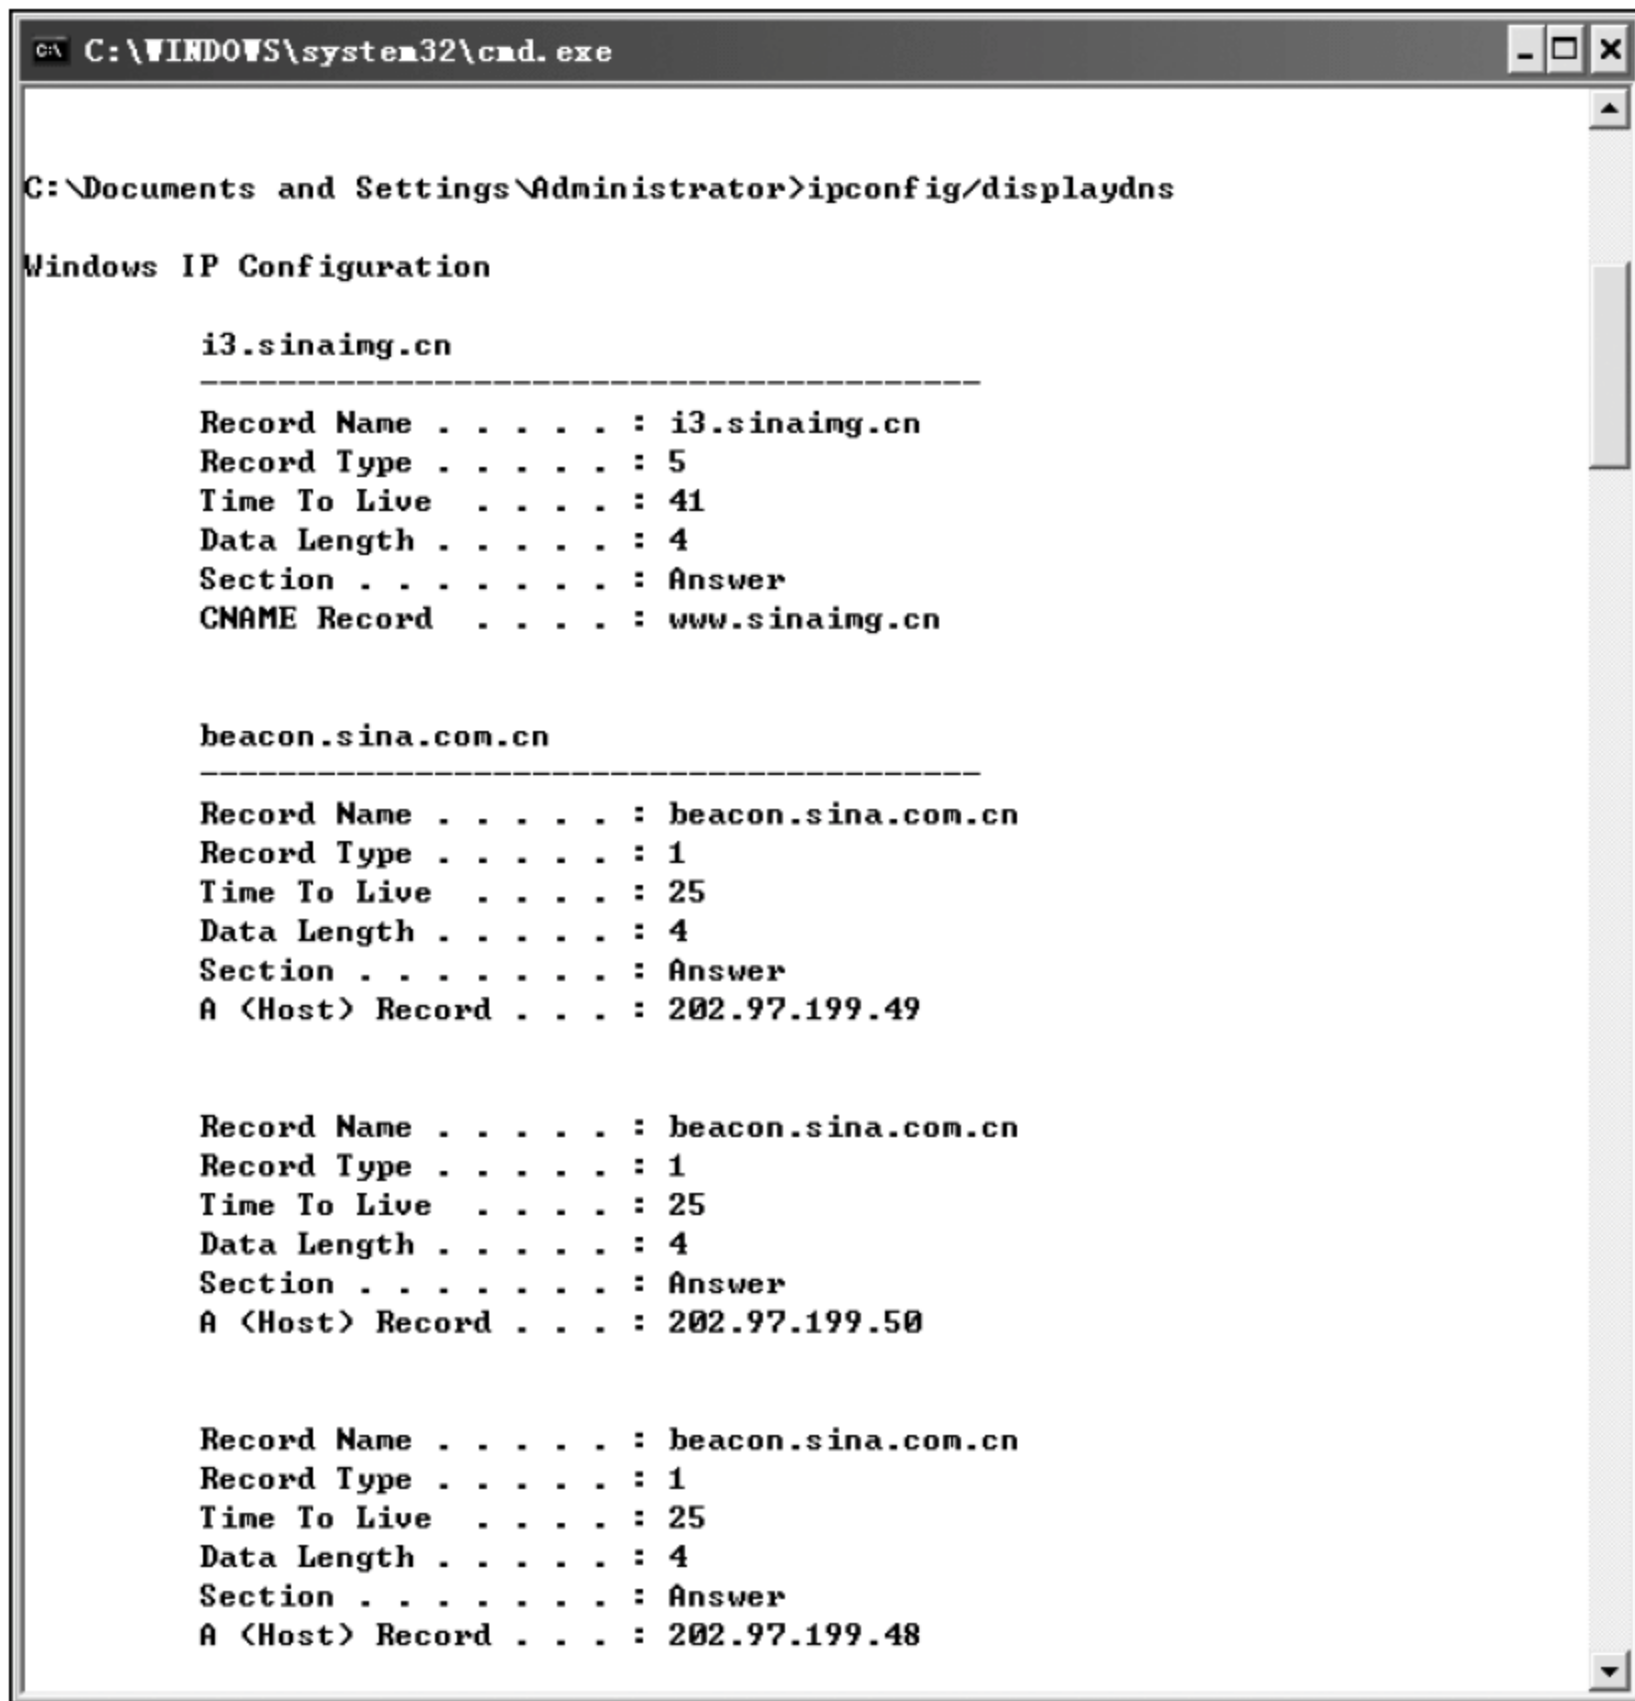 C:\WINDOWS\system32\cmd.exe
C:\Documents and Settings\Administrator>ipconfig/displaydns
Windows IP Configuration
i3.sinaimg.cn
----------------------------------------
Record Name . . . . . : i3.sinaimg.cn
Record Type . . . . . : 5
Time To Live  . . . . : 41
Data Length . . . . . : 4
Section . . . . . . . : Answer
CNAME Record  . . . . : www.sinaimg.cn
beacon.sina.com.cn
----------------------------------------
Record Name . . . . . : beacon.sina.com.cn
Record Type . . . . . : 1
Time To Live  . . . . : 25
Data Length . . . . . : 4
Section . . . . . . . : Answer
A (Host) Record . . . : 202.97.199.49
Record Name . . . . . : beacon.sina.com.cn
Record Type . . . . . : 1
Time To Live  . . . . : 25
Data Length . . . . . : 4
Section . . . . . . . : Answer
A (Host) Record . . . : 202.97.199.50
Record Name . . . . . : beacon.sina.com.cn
Record Type . . . . . : 1
Time To Live  . . . . : 25
Data Length . . . . . : 4
Section . . . . . . . : Answer
A (Host) Record . . . : 202.97.199.48